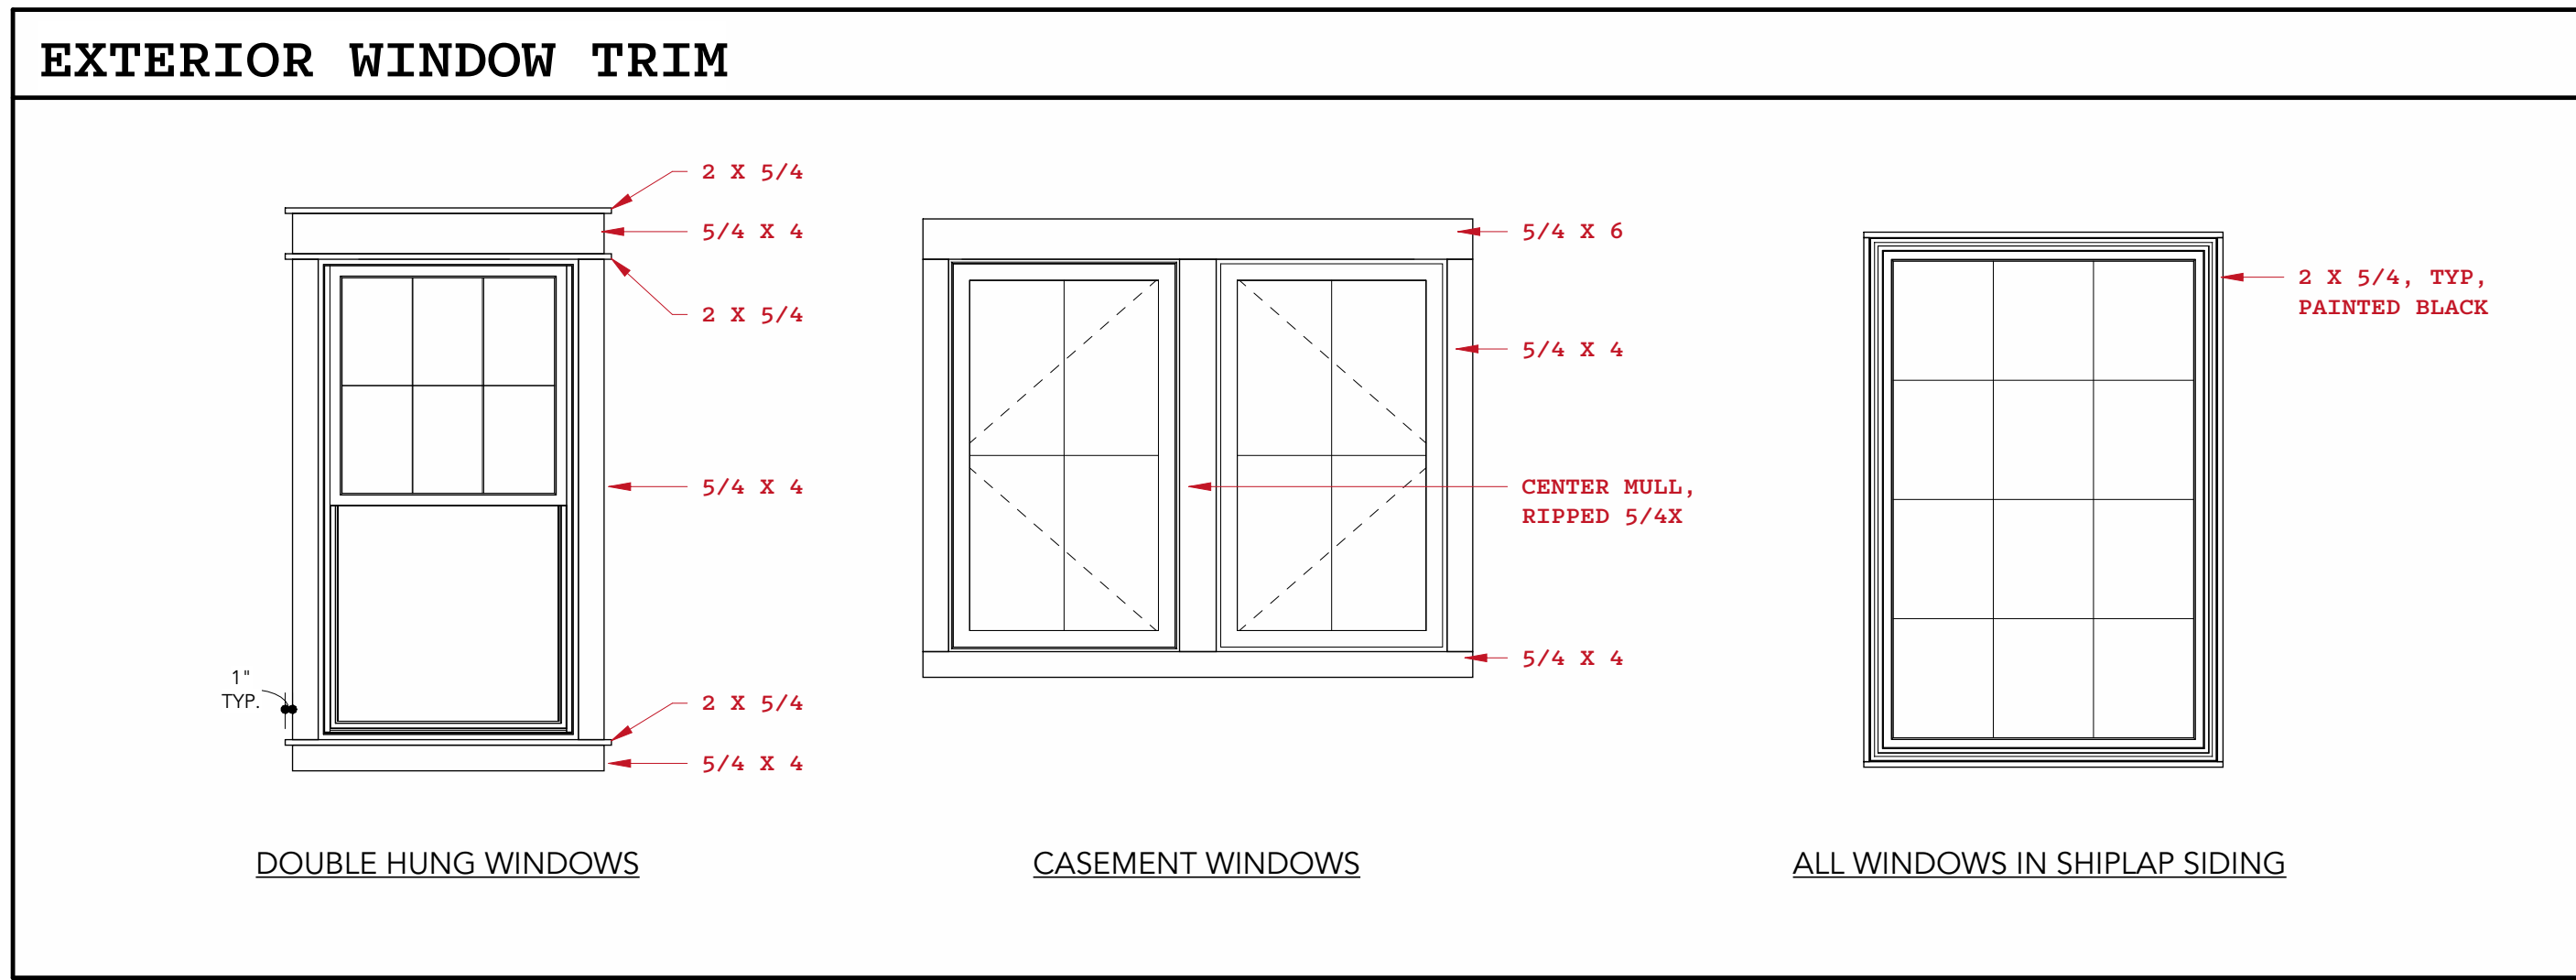 EXTERIOR WINDOW TRIM
2 X 5/4
5/4 X 4
2 X 5/4
5/4 X 4
1"
TYP.
2 X 5/4
5/4 X 4
DOUBLE HUNG WINDOWS
5/4 X 6
5/4 X 4
CENTER MULL,
RIPPED 5/4X
5/4 X 4
CASEMENT WINDOWS
2 X 5/4, TYP,
PAINTED BLACK
ALL WINDOWS IN SHIPLAP SIDING